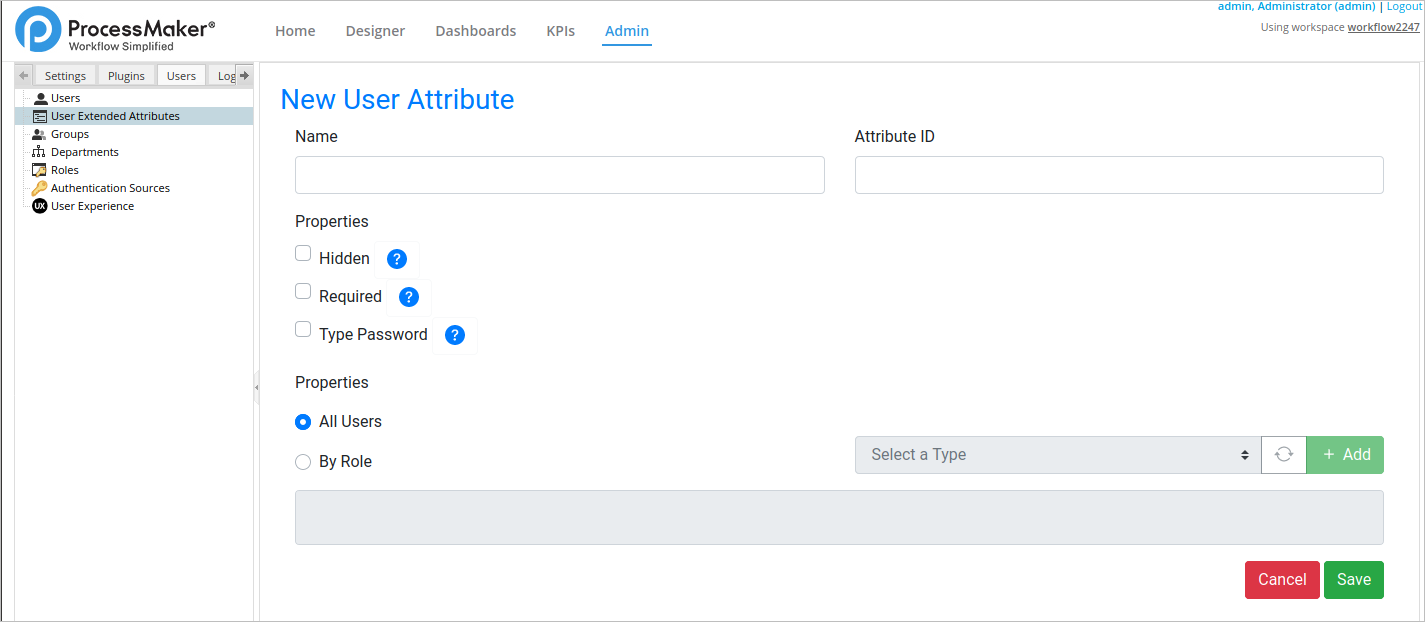 admin, Administrator (admin) | Logout
ProcessMaker®
Workflow Simplified
Home Designer Dashboards KPIs Admin
Using workspace workflow2247
Settings Plugins Users Log
Users
User Extended Attributes
Groups
Departments
Roles
Authentication Sources
UX User Experience
New User Attribute
Name Attribute ID
Properties
Hidden ?
Required ?
Type Password ?
Properties
All Users
By Role Select a Type + Add
Cancel Save